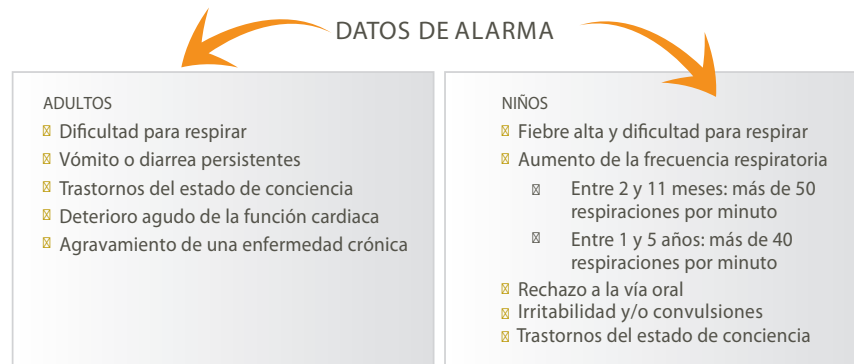 DATOS DE ALARMA
ADULTOS
Dificultad para respirar
Vómito o diarrea persistentes
Trastornos del estado de conciencia
Deterioro agudo de la función cardiaca
Agravamiento de una enfermedad crónica
NIÑOS
Fiebre alta y dificultad para respirar
Aumento de la frecuencia respiratoria
Entre 2 y 11 meses: más de 50
respiraciones por minuto
Entre 1 y 5 años: más de 40
respiraciones por minuto
Rechazo a la vía oral
Irritabilidad y/o convulsiones
Trastornos del estado de conciencia